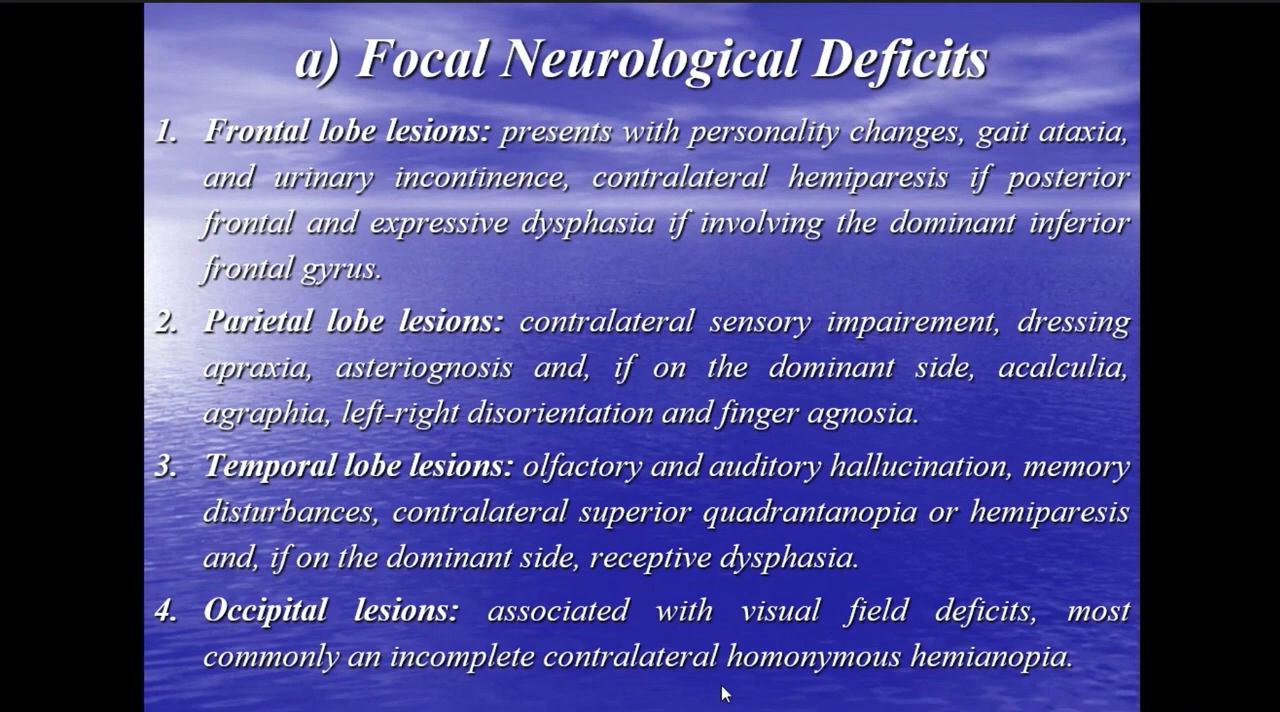 a) Focal Neurological Deficits
1. Frontal lobe lesions: presents with personality changes, gait ataxia,
and urinary incontinence, contralateral hemiparesis if posterior
frontal and expressive dysphasia if involving the dominant inferior
frontal gyrus.
2. Parietal lobe lesions: contralateral sensory impairement, dressing
apraxia, asteriognosis and, if on the dominant side, acalculia,
agraphia, left-right disorientation and finger agnosia.
3. Temporal lobe lesions: olfactory and auditory hallucination, memory
disturbances, contralateral superior quadrantanopia or hemiparesis
and, if on the dominant side, receptive dysphasia.
4. Occipital lesions: associated with visual field deficits, most
commonly an incomplete contralateral homonymous hemianopia.